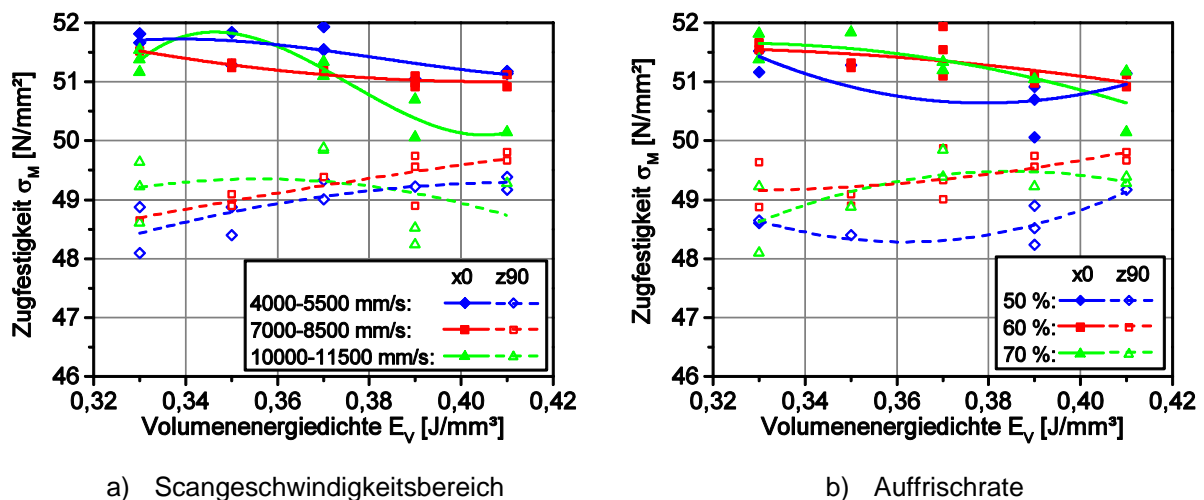 52
51
50
49
48
47
46
Zugfestigkeit σM [N/mm²]
0,32 0,34 0,36 0,38 0,40 0,42
Volumenenergiedichte EV [J/mm³]
x0 z90
4000-5500 mm/s:
7000-8500 mm/s:
10000-11500 mm/s:
a) Scangeschwindigkeitsbereich
52
51
50
49
48
47
46
Zugfestigkeit σM [N/mm²]
0,32 0,34 0,36 0,38 0,40 0,42
Volumenenergiedichte EV [J/mm³]
x0 z90
50 %:
60 %:
70 %:
b) Auffrischrate